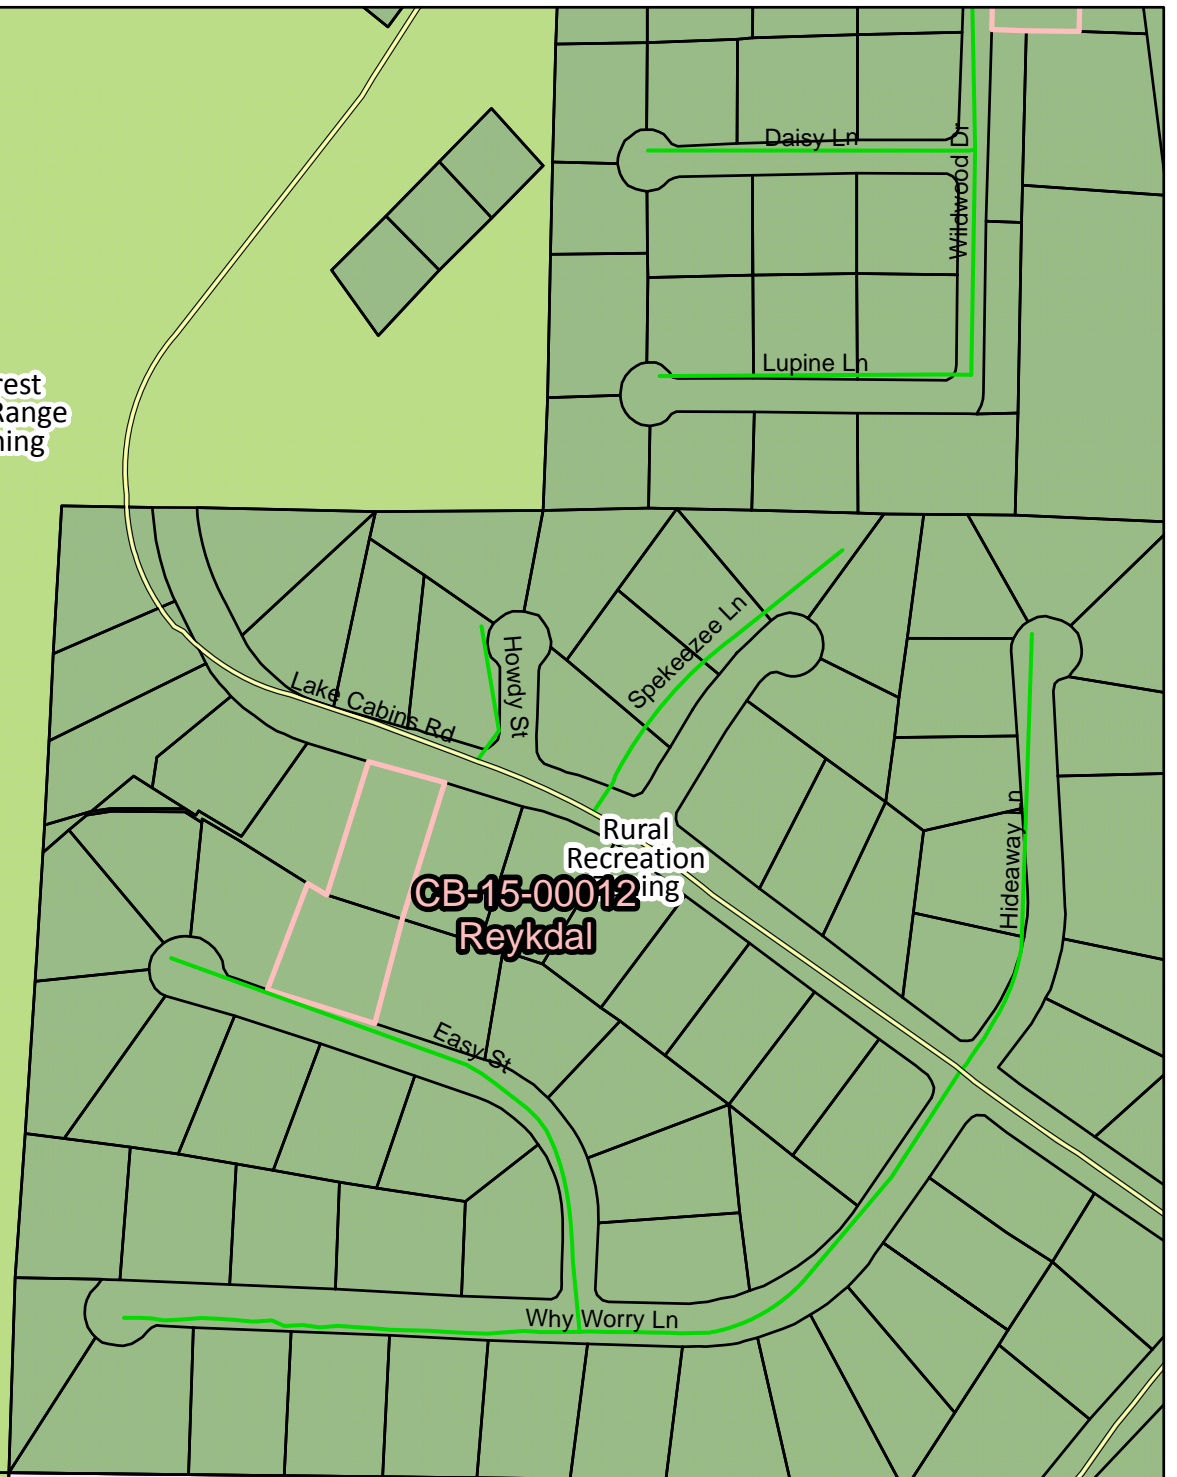 Daisy Ln
Wildwood Dr
Lupine Ln
rest
Range
ning
Spekeezee Ln
Howdy St
Lake Cabins Rd
Hideaway Ln
Rural
Recreation
ing
CB-15-00012
Reykdal
Easy St
Why Worry Ln